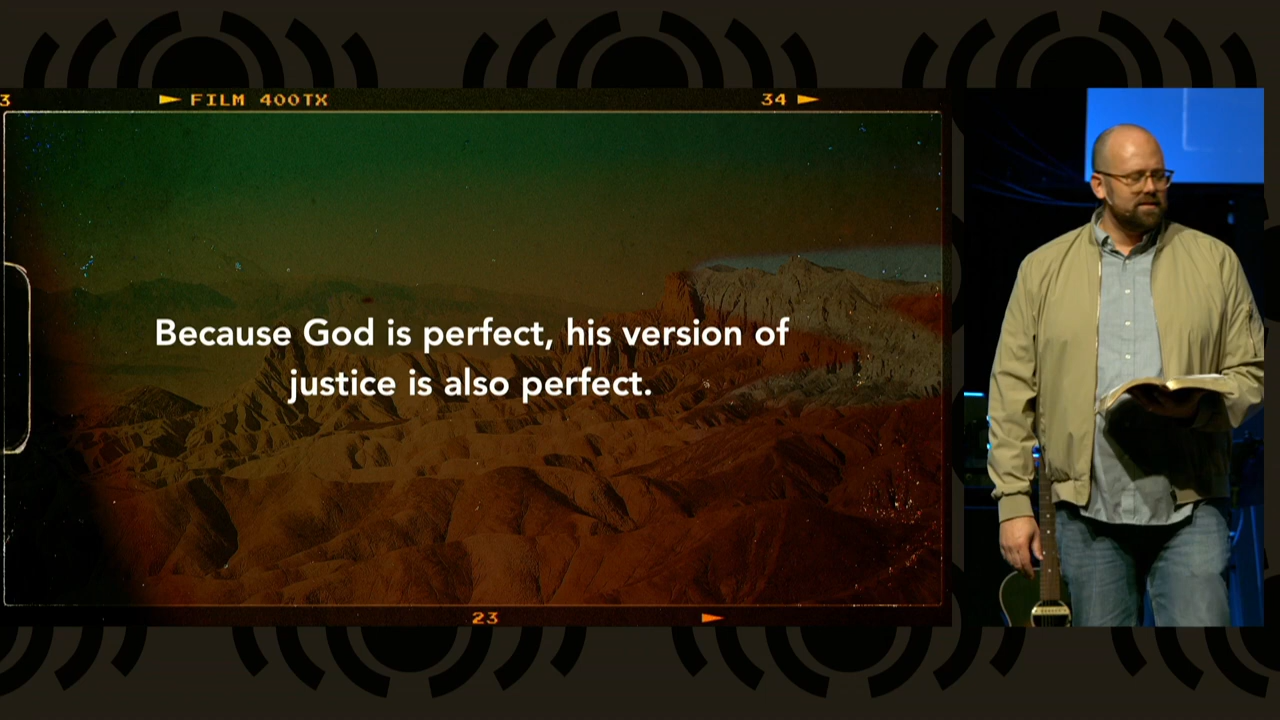 3
FILM 400TX
34
Because God is perfect, his version of
justice is also perfect.
23